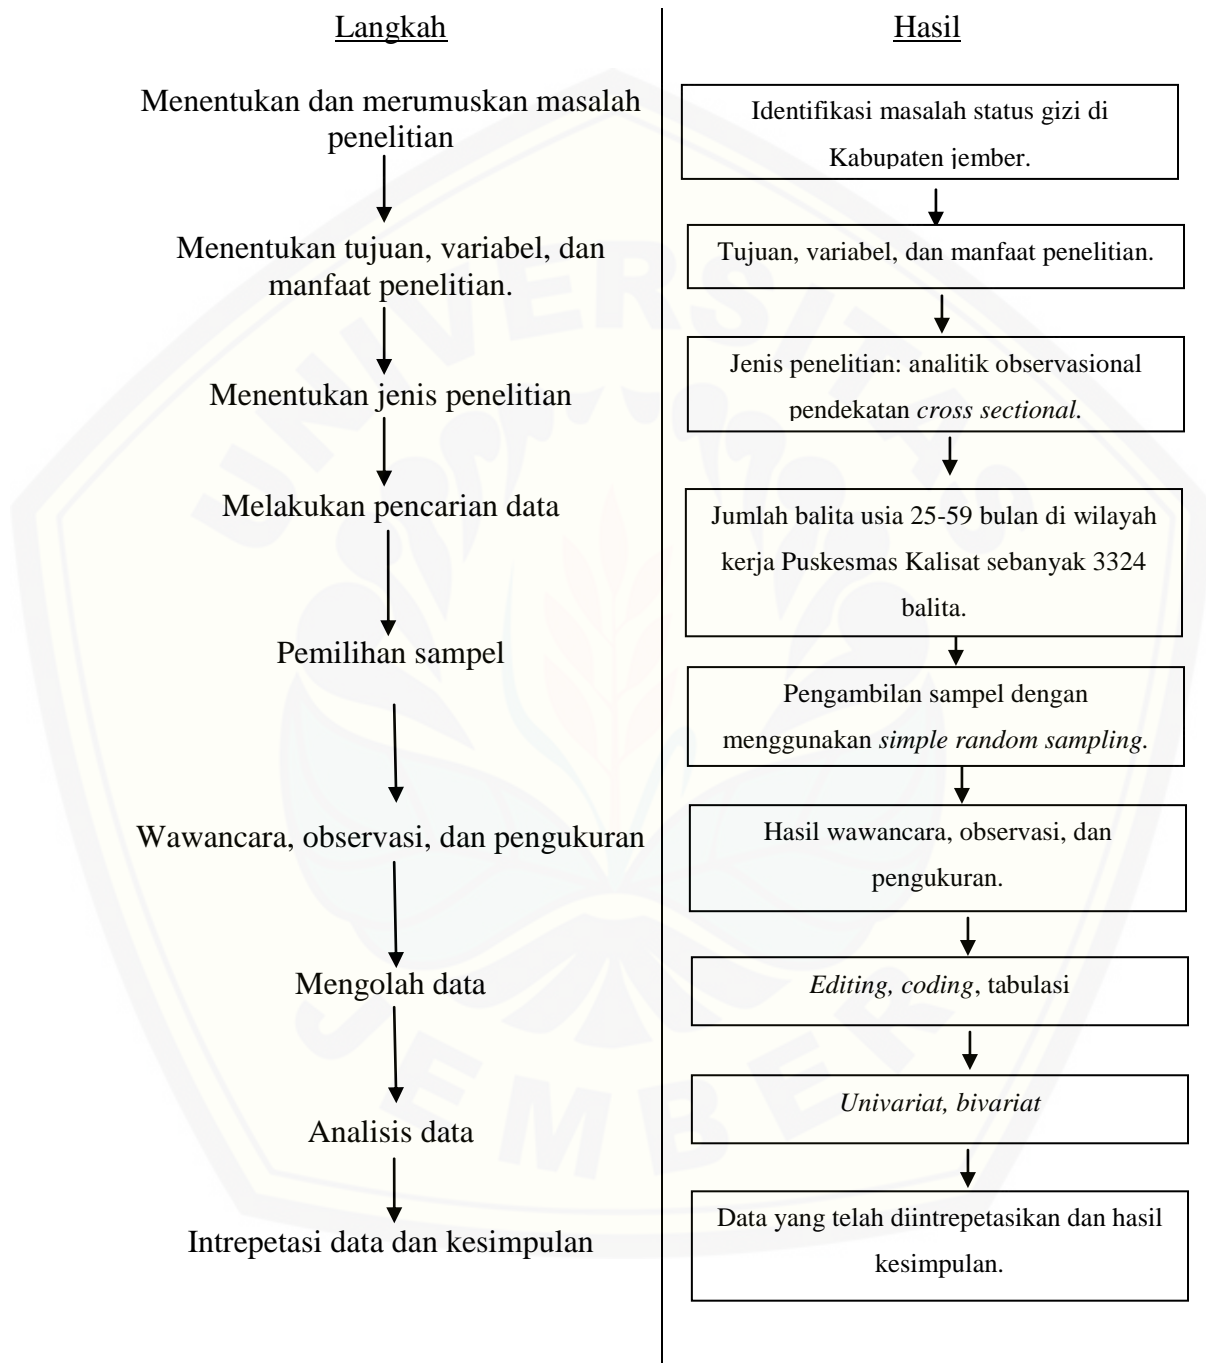 Langkah
Menentukan dan merumuskan masalah
penelitian
Menentukan tujuan, variabel, dan
manfaat penelitian.
Menentukan jenis penelitian
Melakukan pencarian data
Pemilihan sampel
Wawancara, observasi, dan pengukuran
Mengolah data
Analisis data
Intrepetasi data dan kesimpulan
Hasil
Identifikasi masalah status gizi di
Kabupaten jember.
Tujuan, variabel, dan manfaat penelitian.
Jenis penelitian: analitik observasional
pendekatan cross sectional.
Jumlah balita usia 25-59 bulan di wilayah
kerja Puskesmas Kalisat sebanyak 3324
balita.
Pengambilan sampel dengan
menggunakan simple random sampling.
Hasil wawancara, observasi, dan
pengukuran.
Editing, coding, tabulasi
Univariat, bivariat
Data yang telah diintrepetasikan dan hasil
kesimpulan.
UNIVERSITAS
JEMBER